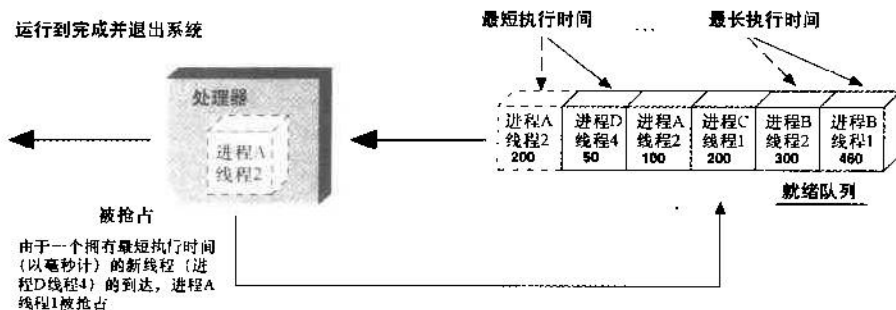 运行到完成并退出系统
最短执行时间
...
最长执行时间
处理器
进程A
线程2
进程A
线程2
200
进程D
线程4
50
进程A
线程2
100
进程C
线程1
200
进程B
线程2
300
进程B
线程1
460
就绪队列
被抢占
由于一个拥有最短执行时间
(以毫秒计)的新线程(进
程D线程4)的到达,进程A
线程1被抢占